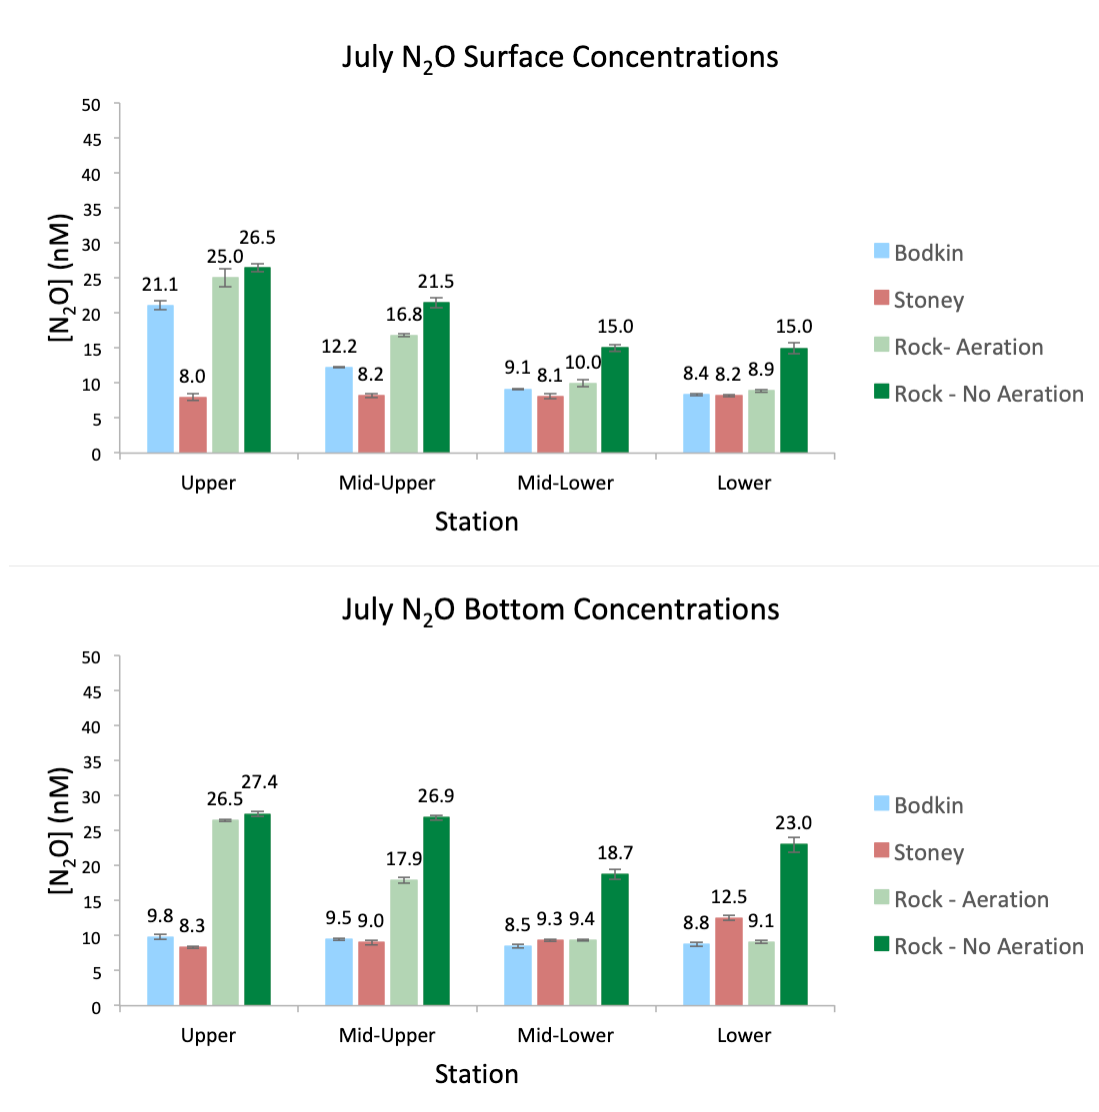 July N₂O Surface Concentrations
50
45
40
35
30
25
20
15
10
5
0
[N₂O] (nM)
21.1
8.0
25.0
26.5
12.2
8.2
16.8
21.5
9.1
8.1
10.0
15.0
8.4
8.2
8.9
15.0
Upper
Mid-Upper
Mid-Lower
Lower
Station
Bodkin
Stoney
Rock- Aeration
Rock - No Aeration
July N₂O Bottom Concentrations
50
45
40
35
30
25
20
15
10
5
0
[N₂O] (nM)
9.8
8.3
26.5
27.4
9.5
9.0
17.9
26.9
8.5
9.3
9.4
18.7
8.8
12.5
9.1
23.0
Upper
Mid-Upper
Mid-Lower
Lower
Station
Bodkin
Stoney
Rock - Aeration
Rock - No Aeration